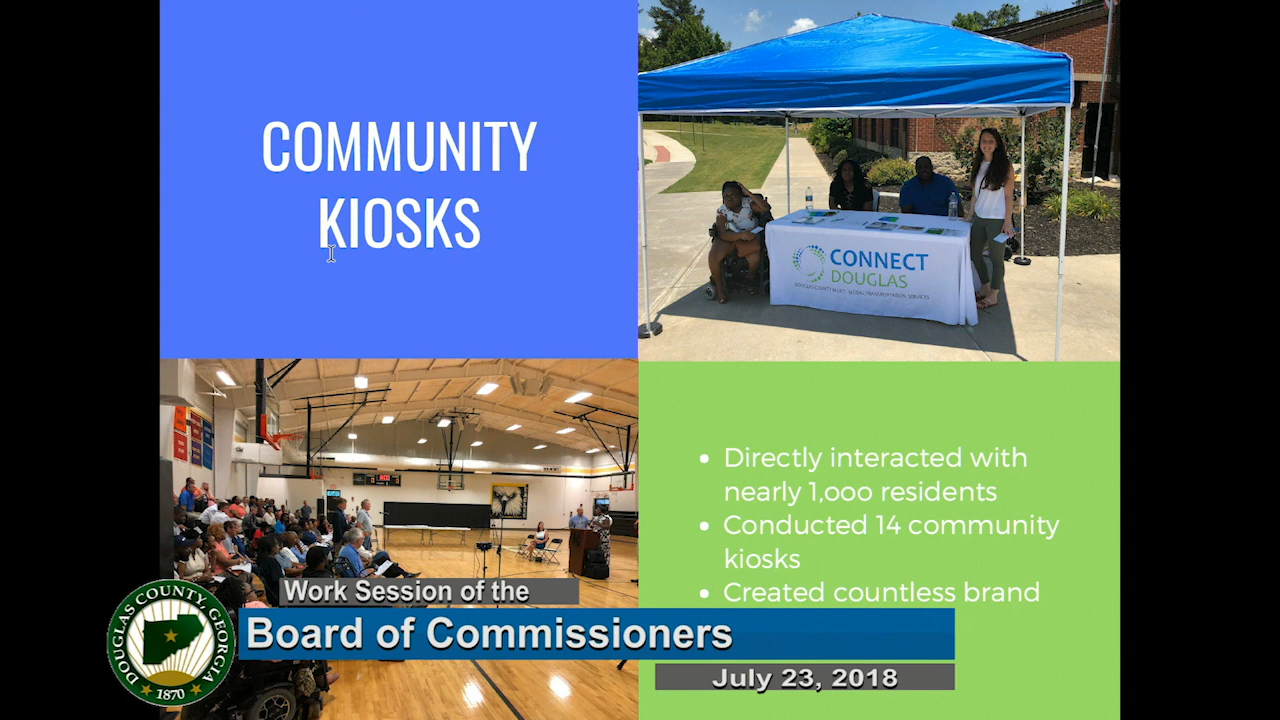 COMMUNITY
KIOSKS
CONNECT
DOUGLAS
• Directly interacted with
nearly 1,000 residents
• Conducted 14 community
kiosks
• Created countless brand
Work Session of the
Board of Commissioners
July 23, 2018
DOUGLAS COUNTY, GEORGIA
1870